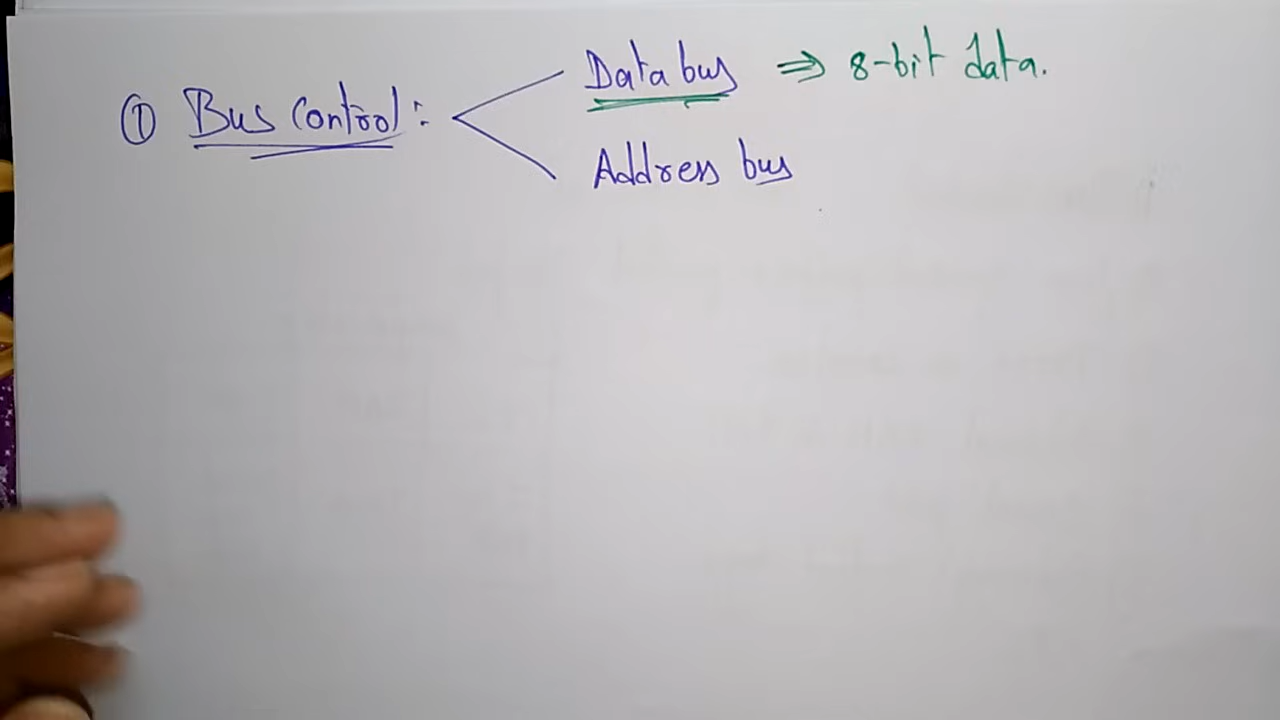 Data bus ⇒ 8-bit data.
① Bus Control :
Address bus